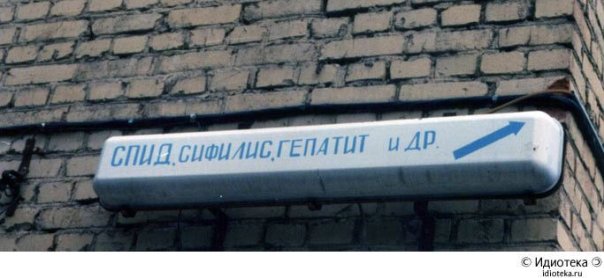 СПИД, СИФИЛИС, ГЕПАТИТ И ДР.
© Идиотека
idioteka.ru